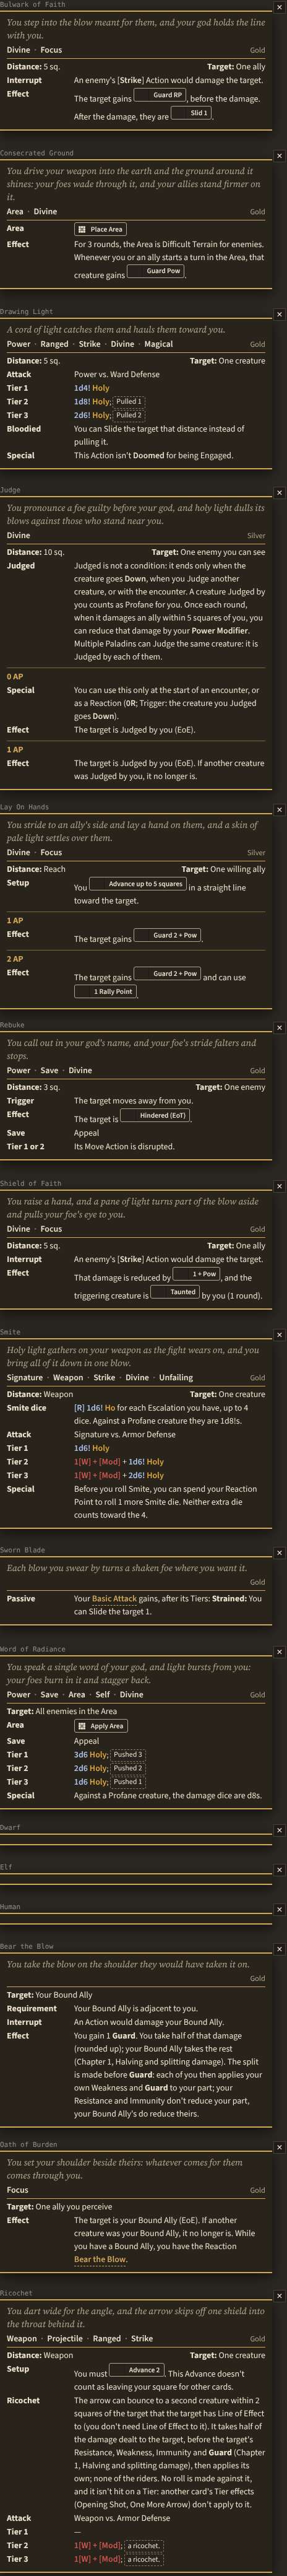 Bulwark of Faith
You step into the blow meant for them, and your god holds the line
with you.
Divine · Focus Gold
Distance: 5 sq. Target: One ally
Interrupt An enemy's [Strike] Action would damage the target.
Effect The target gains Guard RP, before the damage.
After the damage, they are Slid 1.
Consecrated Ground
You drive your weapon into the earth and the ground around it
shines: your foes wade through it, and your allies stand firmer on
it.
Area · Divine Gold
Area Place Area
Effect For 3 rounds, the Area is Difficult Terrain for enemies.
Whenever you or an ally starts a turn in the Area, that
creature gains Guard Pow.
Drawing Light
A cord of light catches them and hauls them toward you.
Power · Ranged · Strike · Divine · Magical Gold
Distance: 5 sq. Target: One creature
Attack Power vs. Ward Defense
Tier 1 1d4! Holy
Tier 2 1d8! Holy; Pulled 1
Tier 3 2d6! Holy; Pulled 2
Bloodied You can Slide the target that distance instead of
pulling it.
Special This Action isn't Doomed for being Engaged.
Judge
You pronounce a foe guilty before your god, and holy light dulls its
blows against those who stand near you.
Divine Silver
Distance: 10 sq. Target: One enemy you can see
Judged Judged is not a condition: it ends only when the
creature goes Down, when you Judge another
creature, or with the encounter. A creature Judged by
you counts as Profane for you. Once each round,
when it damages an ally within 5 squares of you, you
can reduce that damage by your Power Modifier.
Multiple Paladins can Judge the same creature: it is
Judged by each of them.
0 AP
Special You can use this only at the start of an encounter, or
as a Reaction (0R; Trigger: the creature you Judged
goes Down).
Effect The target is Judged by you (EoE).
1 AP
Effect The target is Judged by you (EoE). If another creature
was Judged by you, it no longer is.
Lay On Hands
You stride to an ally's side and lay a hand on them, and a skin of
pale light settles over them.
Divine · Focus Silver
Distance: Reach Target: One willing ally
Setup You Advance up to 5 squares in a straight line
toward the target.
1 AP
Effect The target gains Guard 2 + Pow.
2 AP
Effect The target gains Guard 2 + Pow and can use
1 Rally Point.
Rebuke
You call out in your god's name, and your foe's stride falters and
stops.
Power · Save · Divine Gold
Distance: 3 sq. Target: One enemy
Trigger The target moves away from you.
Effect The target is Hindered (EoT).
Save Appeal
Tier 1 or 2 Its Move Action is disrupted.
Shield of Faith
You raise a hand, and a pane of light turns part of the blow aside
and pulls your foe's eye to you.
Divine · Focus Gold
Distance: 5 sq. Target: One ally
Interrupt An enemy's [Strike] Action would damage the target.
Effect That damage is reduced by 1 + Pow, and the
triggering creature is Taunted by you (1 round).
Smite
Holy light gathers on your weapon as the fight wears on, and you
bring all of it down in one blow.
Signature · Weapon · Strike · Divine · Unfailing Gold
Distance: Weapon Target: One creature
Smite dice [R] 1d6! Ho for each Escalation you have, up to 4
dice. Against a Profane creature they are 1d8!s.
Attack Signature vs. Armor Defense
Tier 1 1d6! Holy
Tier 2 1[W] + [Mod] + 1d6! Holy
Tier 3 1[W] + [Mod] + 2d6! Holy
Special Before you roll Smite, you can spend your Reaction
Point to roll 1 more Smite die. Neither extra die
counts toward the 4.
Sworn Blade
Each blow you swear by turns a shaken foe where you want it.
Gold
Passive Your Basic Attack gains, after its Tiers: Strained: You
can Slide the target 1.
Word of Radiance
You speak a single word of your god, and light bursts from you:
your foes burn in it and stagger back.
Power · Save · Area · Self · Divine Gold
Target: All enemies in the Area
Area Apply Area
Save Appeal
Tier 1 3d6 Holy; Pushed 3
Tier 2 2d6 Holy; Pushed 2
Tier 3 1d6 Holy; Pushed 1
Special Against a Profane creature, the damage dice are d8s.
Dwarf
Elf
Human
Bear the Blow
You take the blow on the shoulder they would have taken it on.
Gold
Target: Your Bound Ally
Requirement Your Bound Ally is adjacent to you.
Interrupt An Action would damage your Bound Ally.
Effect You gain 1 Guard. You take half of that damage
(rounded up); your Bound Ally takes the rest
(Chapter 1, Halving and splitting damage). The split
is made before Guard: each of you then applies your
own Weakness and Guard to your part; your
Resistance and Immunity don't reduce your part,
your Bound Ally's do reduce theirs.
Oath of Burden
You set your shoulder beside theirs: whatever comes for them
comes through you.
Focus Gold
Target: One ally you perceive
Effect The target is your Bound Ally (EoE). If another
creature was your Bound Ally, it no longer is. While
you have a Bound Ally, you have the Reaction
Bear the Blow.
Ricochet
You dart wide for the angle, and the arrow skips off one shield into
the throat behind it.
Weapon · Projectile · Ranged · Strike Gold
Distance: Weapon Target: One creature
Setup You must Advance 2. This Advance doesn't
count as leaving your square for other cards.
Ricochet The arrow can bounce to a second creature within 2
squares of the target that the target has Line of Effect
to (you don't need Line of Effect to it). It takes half of
the damage dealt to the target, before the target's
Resistance, Weakness, Immunity and Guard (Chapter
1, Halving and splitting damage), then applies its
own; none of the riders. No roll is made against it,
and it isn't hit on a Tier: another card's Tier effects
(Opening Shot, One More Arrow) don't apply to it.
Attack Weapon vs. Armor Defense
Tier 1 —
Tier 2 1[W] + [Mod]; a ricochet.
Tier 3 1[W] + [Mod]; a ricochet.